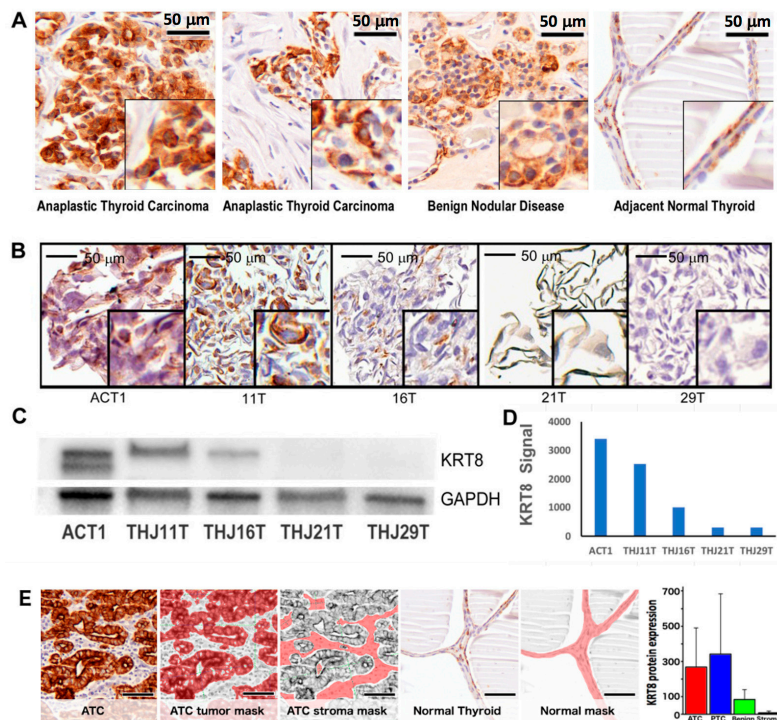 A
50 µm
50 µm
50 µm
50 µm
Anaplastic Thyroid Carcinoma
Anaplastic Thyroid Carcinoma
Benign Nodular Disease
Adjacent Normal Thyroid
B
50 µm
50 µm
50 µm
50 µm
50 µm
ACT1
11T
16T
21T
29T
C
KRT8
GAPDH
ACT1
THJ11T
THJ16T
THJ21T
THJ29T
D
KRT8 Signal
4000
3000
2000
1000
0
ACT1
THJ11T
THJ16T
THJ21T
THJ29T
E
ATC
ATC tumor mask
ATC stroma mask
Normal Thyroid
Normal mask
KRT8 protein expression
700
500
300
100
0
ATC
PTC
Benign